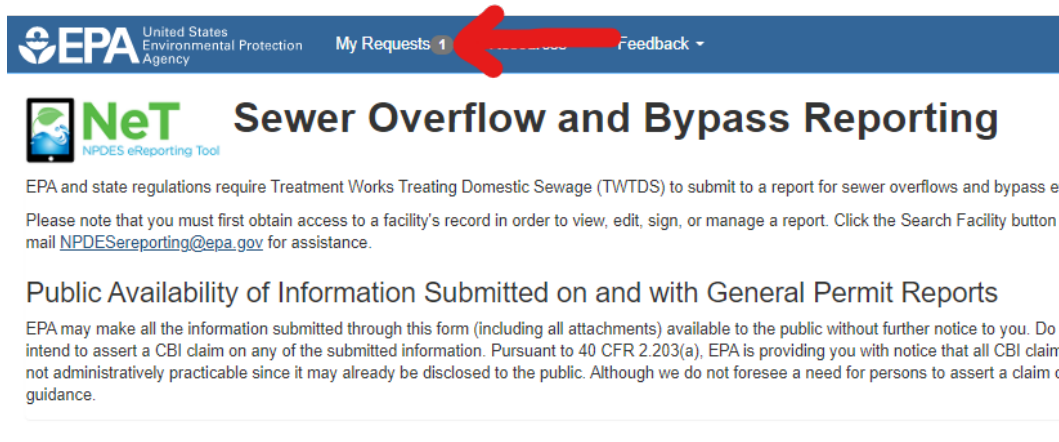 EPA
United States
Environmental Protection
Agency
My Requests 1
Feedback
NeT
NPDES eReporting Tool
Sewer Overflow and Bypass Reporting
EPA and state regulations require Treatment Works Treating Domestic Sewage (TWTDS) to submit to a report for sewer overflows and bypass e
Please note that you must first obtain access to a facility's record in order to view, edit, sign, or manage a report. Click the Search Facility button
mail NPDESereporting@epa.gov for assistance.
Public Availability of Information Submitted on and with General Permit Reports
EPA may make all the information submitted through this form (including all attachments) available to the public without further notice to you. Do
intend to assert a CBI claim on any of the submitted information. Pursuant to 40 CFR 2.203(a), EPA is providing you with notice that all CBI claim
not administratively practicable since it may already be disclosed to the public. Although we do not foresee a need for persons to assert a claim
guidance.